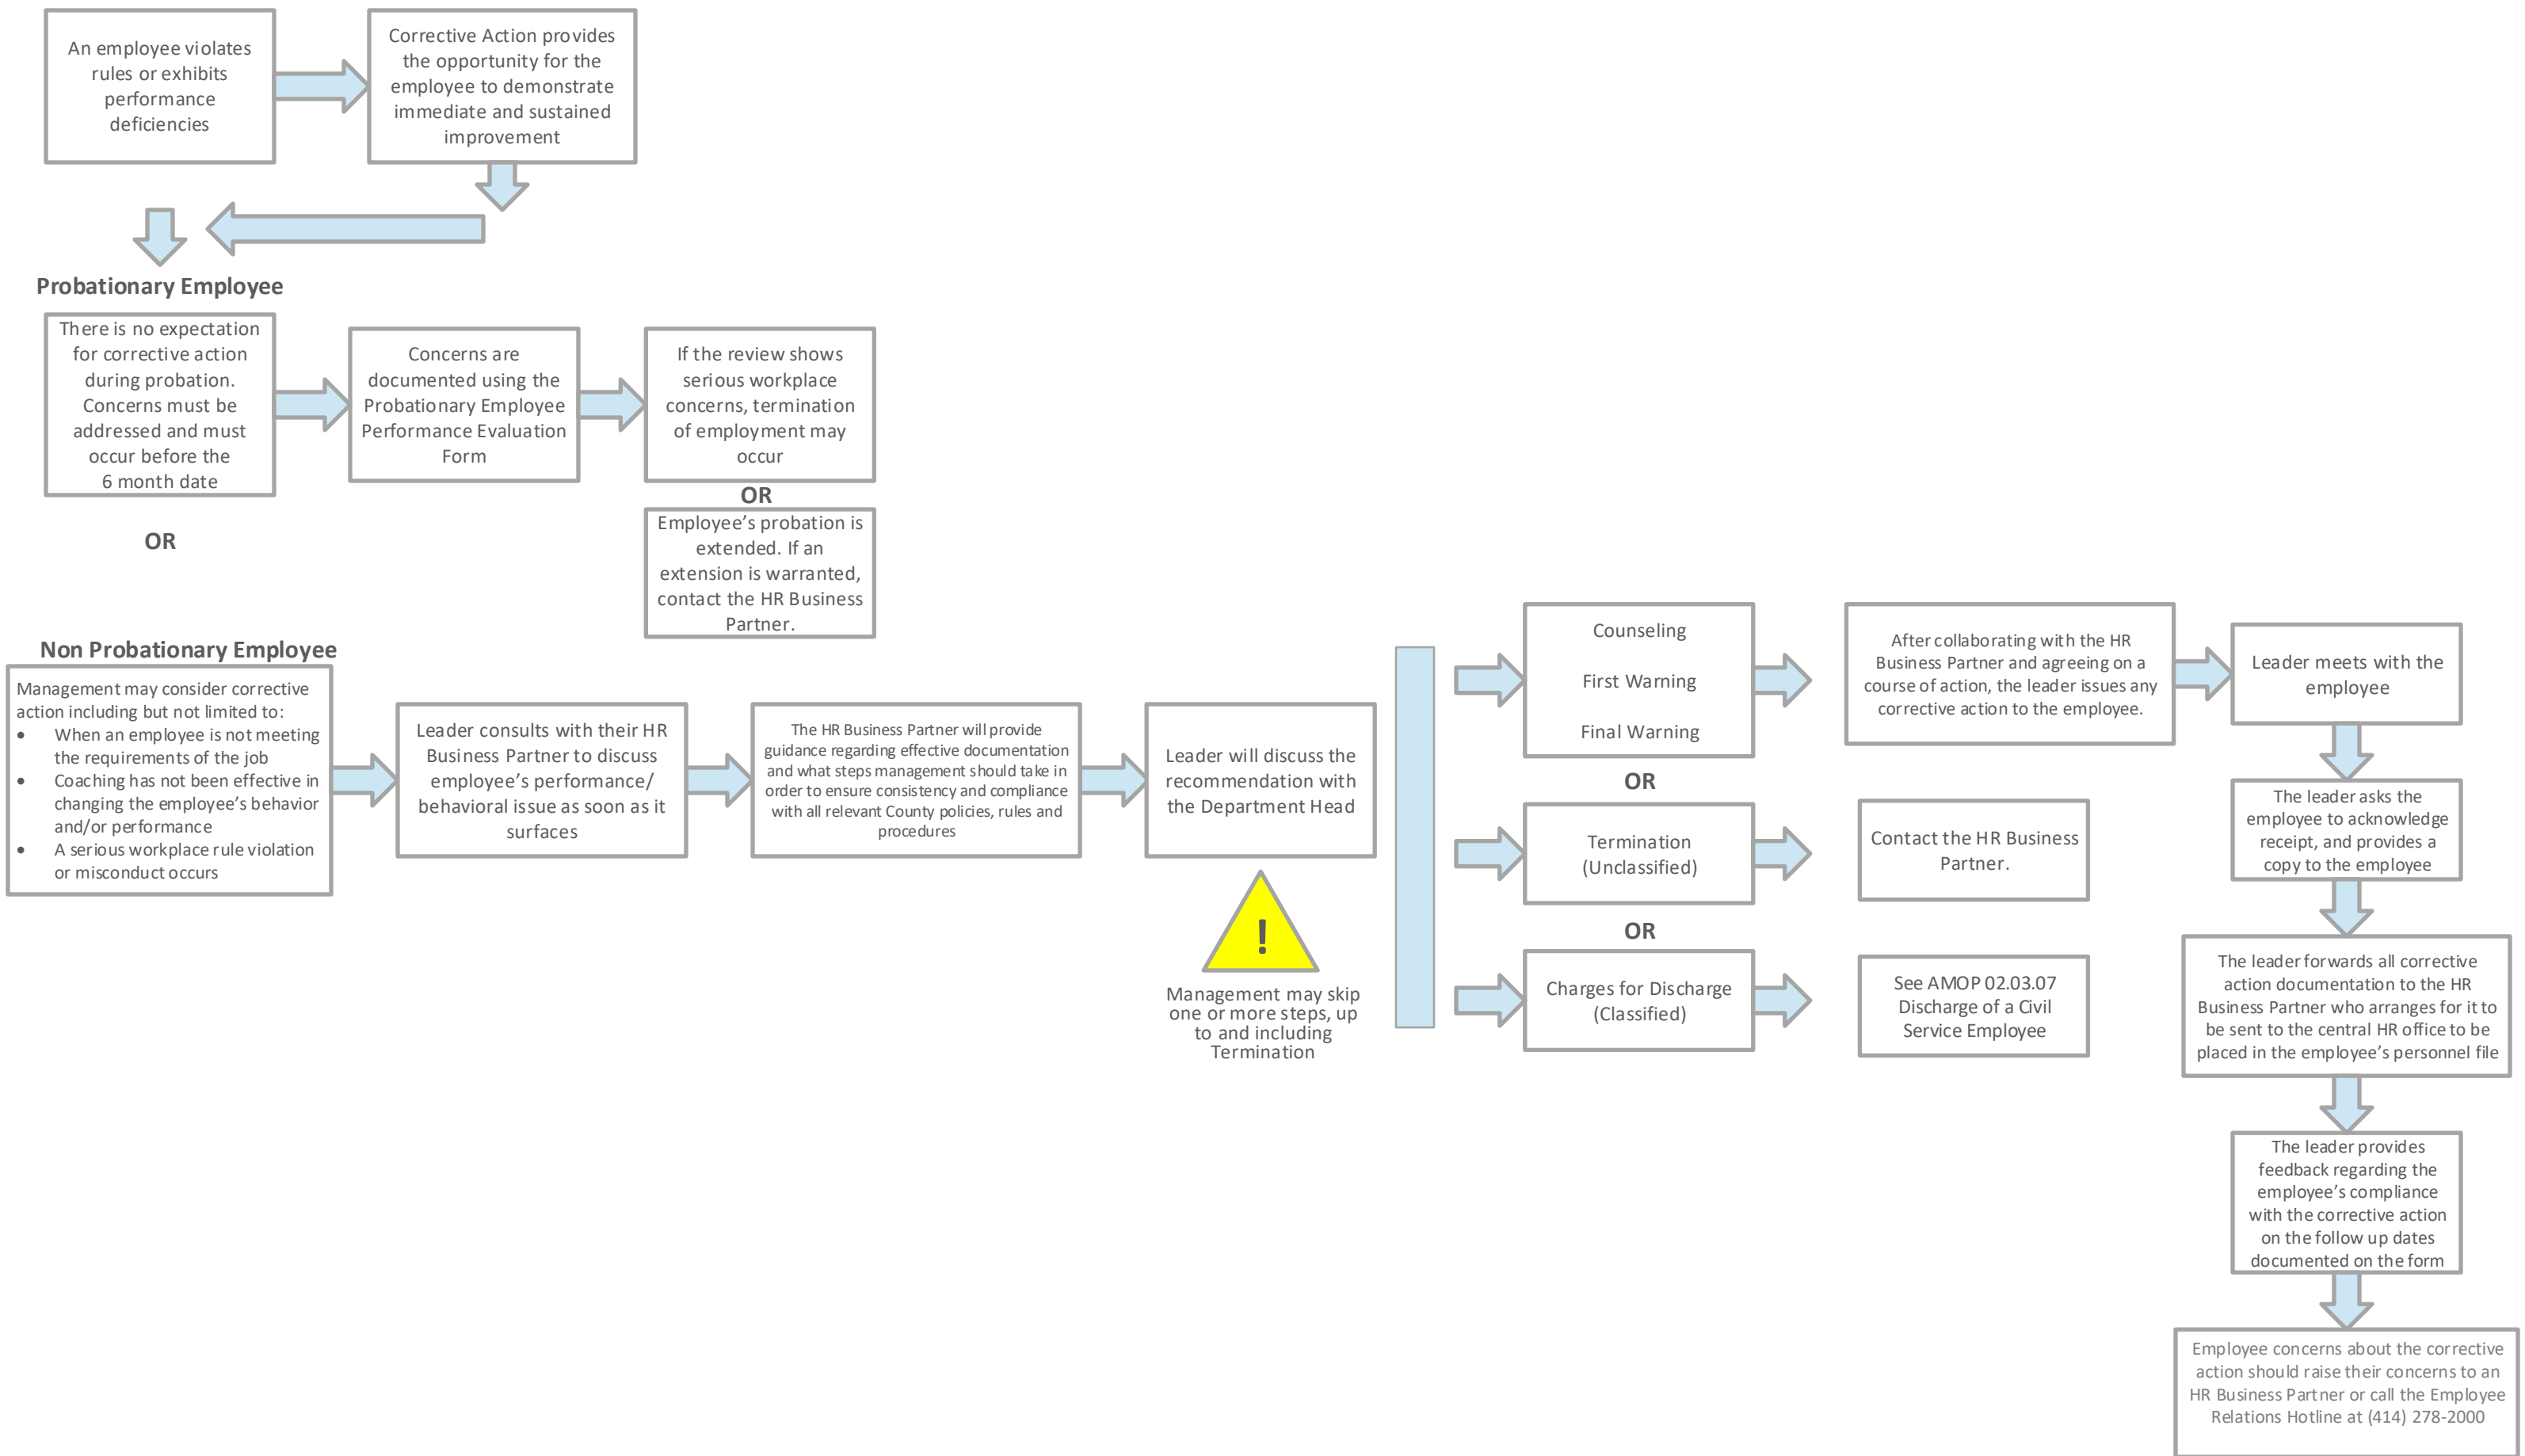 An employee violates
rules or exhibits
performance
deficiencies
Corrective Action provides
the opportunity for the
employee to demonstrate
immediate and sustained
improvement
Probationary Employee
There is no expectation
for corrective action
during probation.
Concerns must be
addressed and must
occur before the
6 month date
Concerns are
documented using the
Probationary Employee
Performance Evaluation
Form
If the review shows
serious workplace
concerns, termination
of employment may
occur
OR
Employee’s probation is
extended. If an
extension is warranted,
contact the HR Business
Partner.
OR
Non Probationary Employee
Management may consider corrective
action including but not limited to:
• When an employee is not meeting
the requirements of the job
• Coaching has not been effective in
changing the employee’s behavior
and/or performance
• A serious workplace rule violation
or misconduct occurs
Leader consults with their HR
Business Partner to discuss
employee’s performance/
behavioral issue as soon as it
surfaces
The HR Business Partner will provide
guidance regarding effective documentation
and what steps management should take in
order to ensure consistency and compliance
with all relevant County policies, rules and
procedures
Leader will discuss the
recommendation with
the Department Head
!
Management may skip
one or more steps, up
to and including
Termination
Counseling
First Warning
Final Warning
OR
Termination
(Unclassified)
OR
Charges for Discharge
(Classified)
After collaborating with the HR
Business Partner and agreeing on a
course of action, the leader issues any
corrective action to the employee.
Contact the HR Business
Partner.
See AMOP 02.03.07
Discharge of a Civil
Service Employee
Leader meets with the
employee
The leader asks the
employee to acknowledge
receipt, and provides a
copy to the employee
The leader forwards all corrective
action documentation to the HR
Business Partner who arranges for it to
be sent to the central HR office to be
placed in the employee’s personnel file
The leader provides
feedback regarding the
employee’s compliance
with the corrective action
on the follow up dates
documented on the form
Employee concerns about the corrective
action should raise their concerns to an
HR Business Partner or call the Employee
Relations Hotline at (414) 278-2000